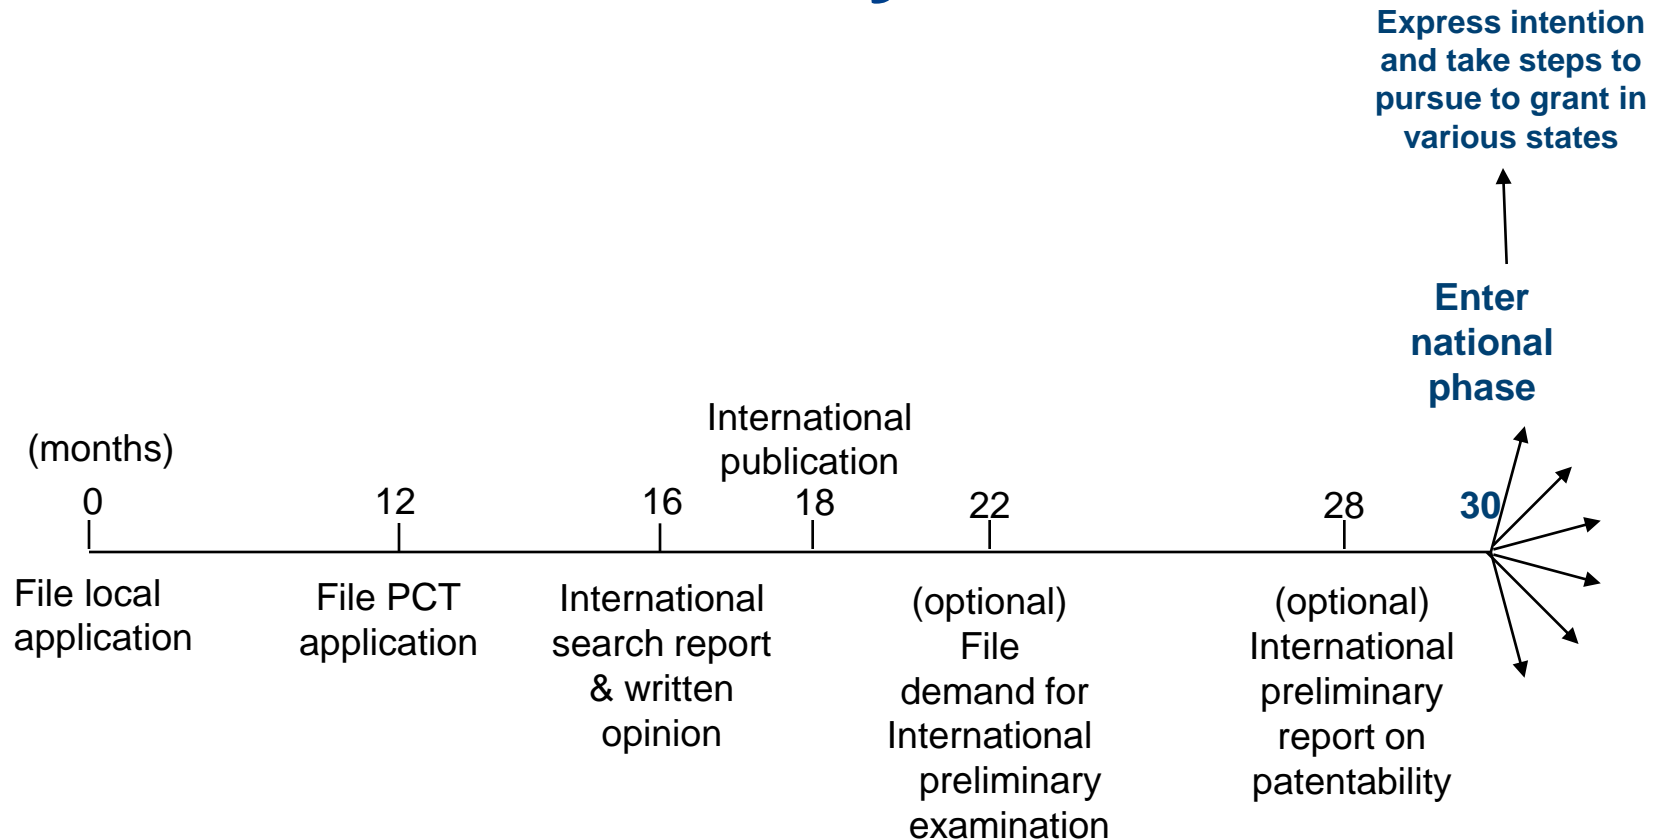 Express intention
and take steps to
pursue to grant in
various states
Enter
national
phase
International
publication
(months)
0
12
16
18
22
28
30
File local
application
File PCT
application
International
search report
& written
opinion
(optional)
File
demand for
International
preliminary
examination
(optional)
International
preliminary
report on
patentability